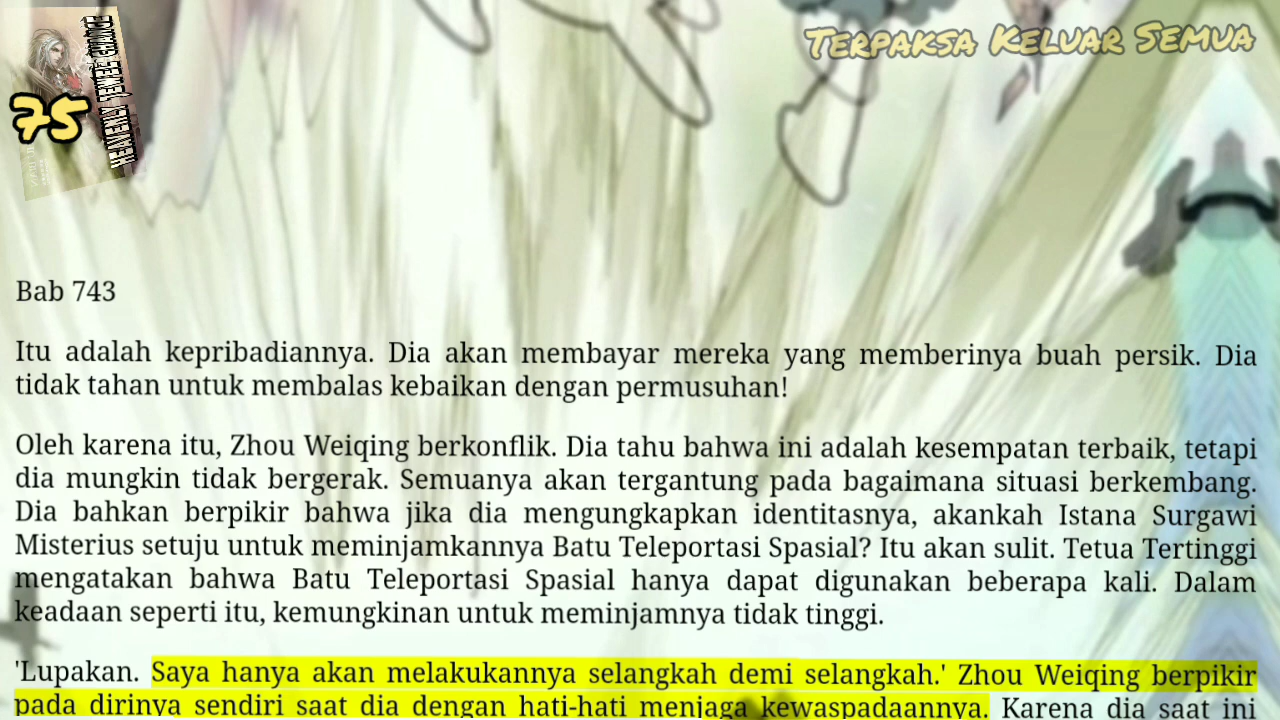 Terpaksa Keluar Semua
75
HEAVENLY JEWEL CHANGE
Bab 743
Itu adalah kepribadiannya. Dia akan membayar mereka yang memberinya buah persik. Dia
tidak tahan untuk membalas kebaikan dengan permusuhan!
Oleh karena itu, Zhou Weiqing berkonflik. Dia tahu bahwa ini adalah kesempatan terbaik, tetapi
dia mungkin tidak bergerak. Semuanya akan tergantung pada bagaimana situasi berkembang.
Dia bahkan berpikir bahwa jika dia mengungkapkan identitasnya, akankah Istana Surgawi
Misterius setuju untuk meminjamkannya Batu Teleportasi Spasial? Itu akan sulit. Tetua Tertinggi
mengatakan bahwa Batu Teleportasi Spasial hanya dapat digunakan beberapa kali. Dalam
keadaan seperti itu, kemungkinan untuk meminjamnya tidak tinggi.
'Lupakan. Saya hanya akan melakukannya selangkah demi selangkah.' Zhou Weiqing berpikir
pada dirinya sendiri saat dia dengan hati-hati menjaga kewaspadaannya. Karena dia saat ini